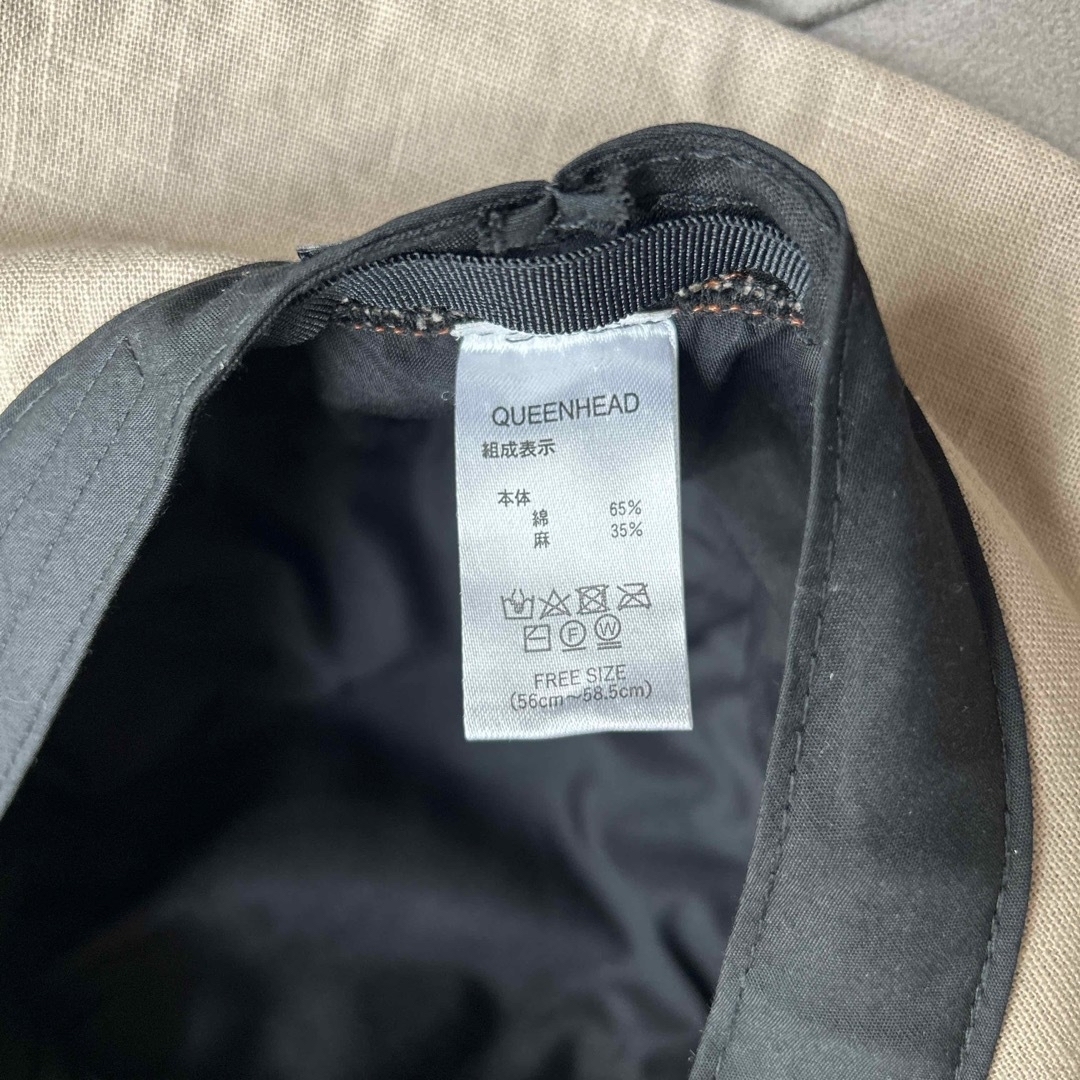 QUEENHEAD
組成表示
本体
綿 65%
麻 35%
F W
FREE SIZE
(56cm～58.5cm)